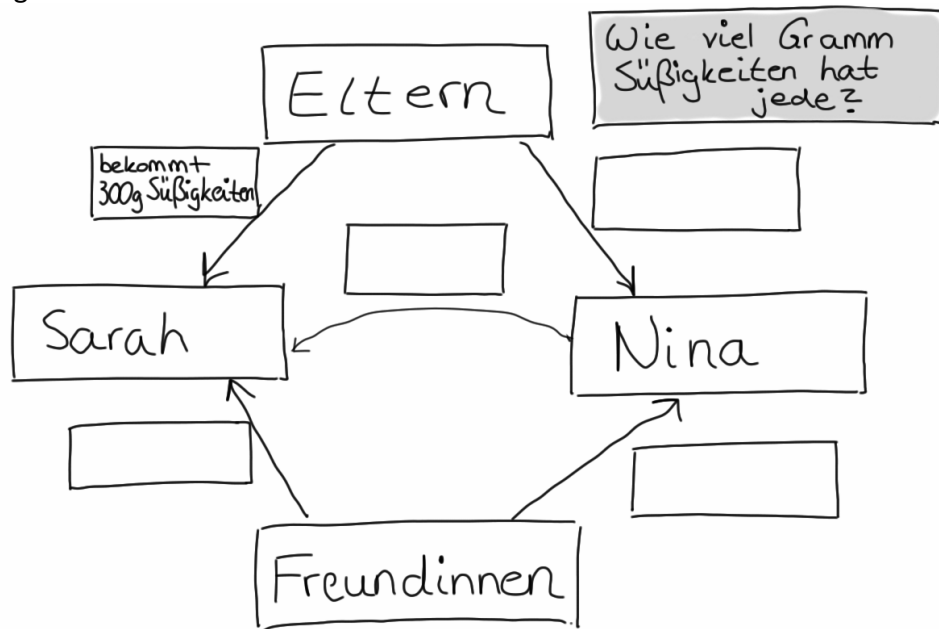 Wie viel Gramm
Süßigkeiten hat
jede?
Eltern
bekommt
300g Süßigkeiten
Sarah
Nina
Freundinnen